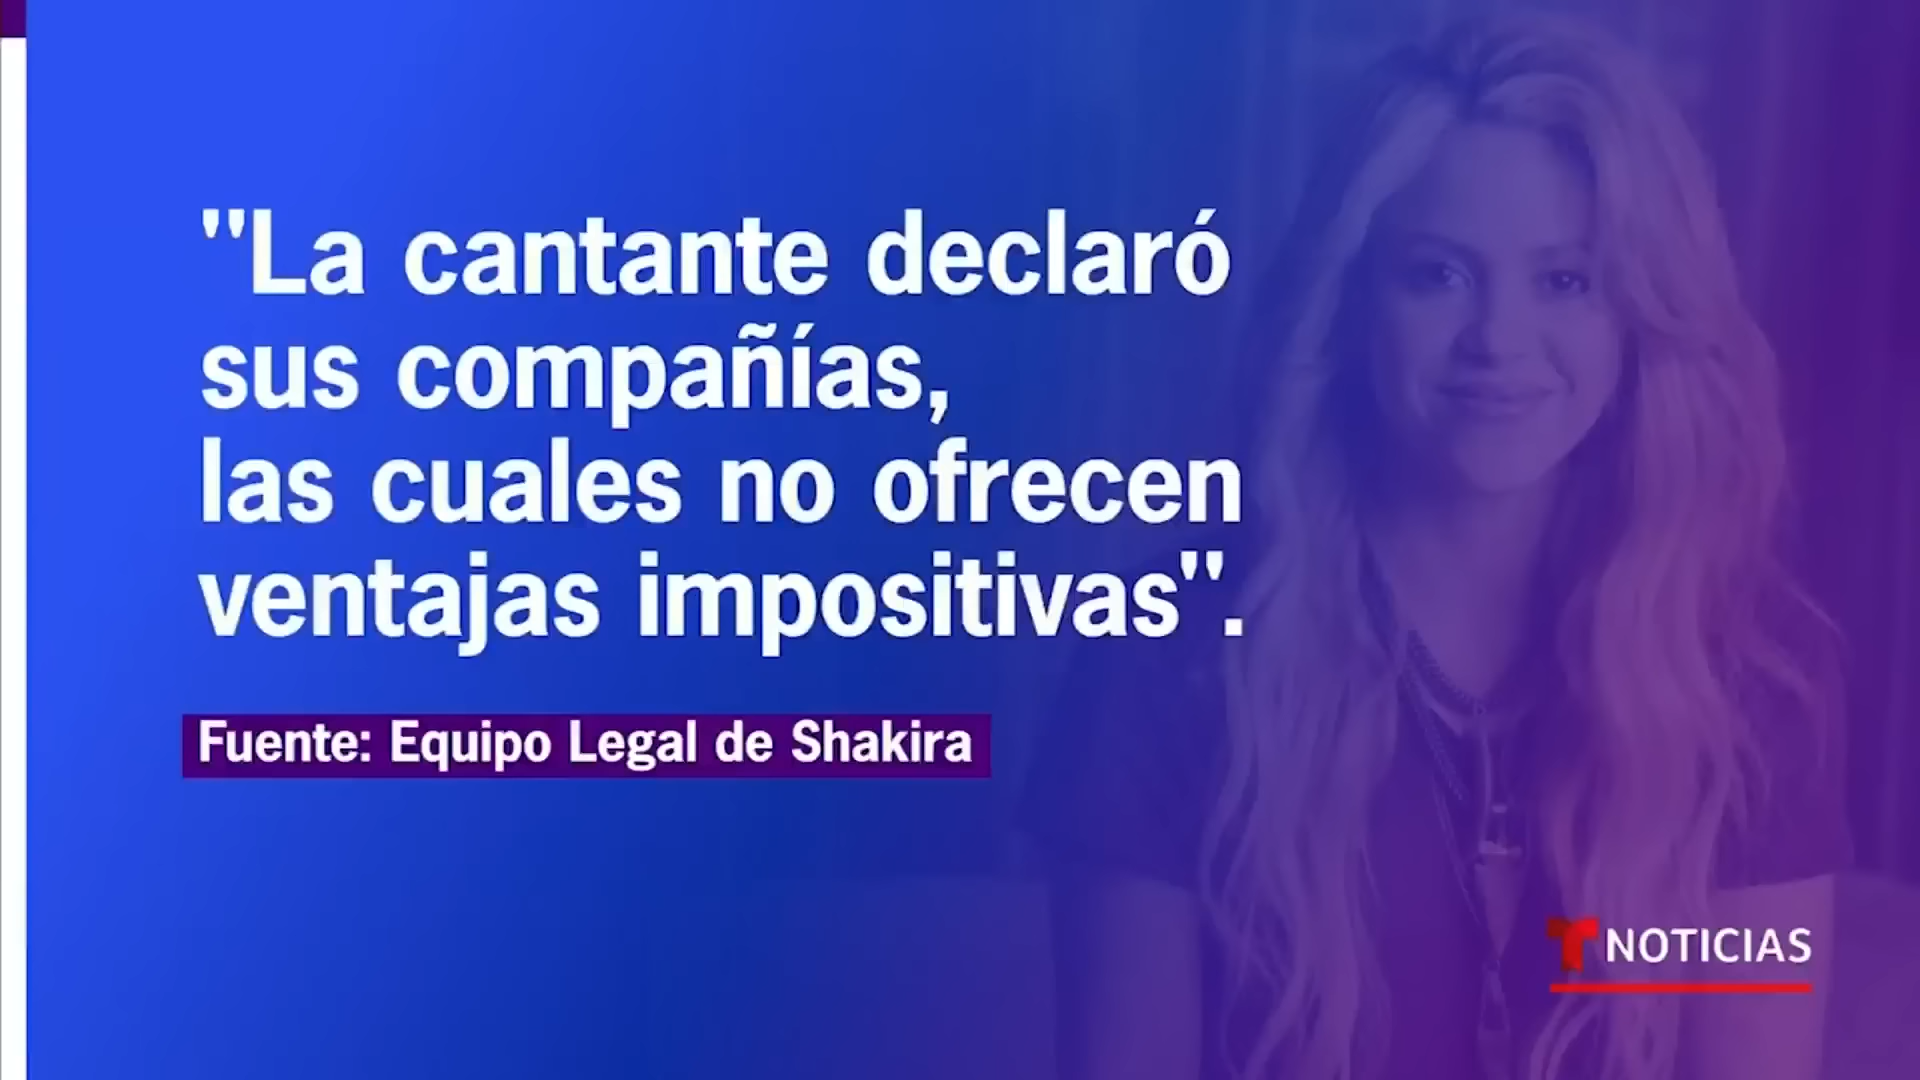 "La cantante declaró
sus compañías,
las cuales no ofrecen
ventajas impositivas".
Fuente: Equipo Legal de Shakira
NOTICIAS